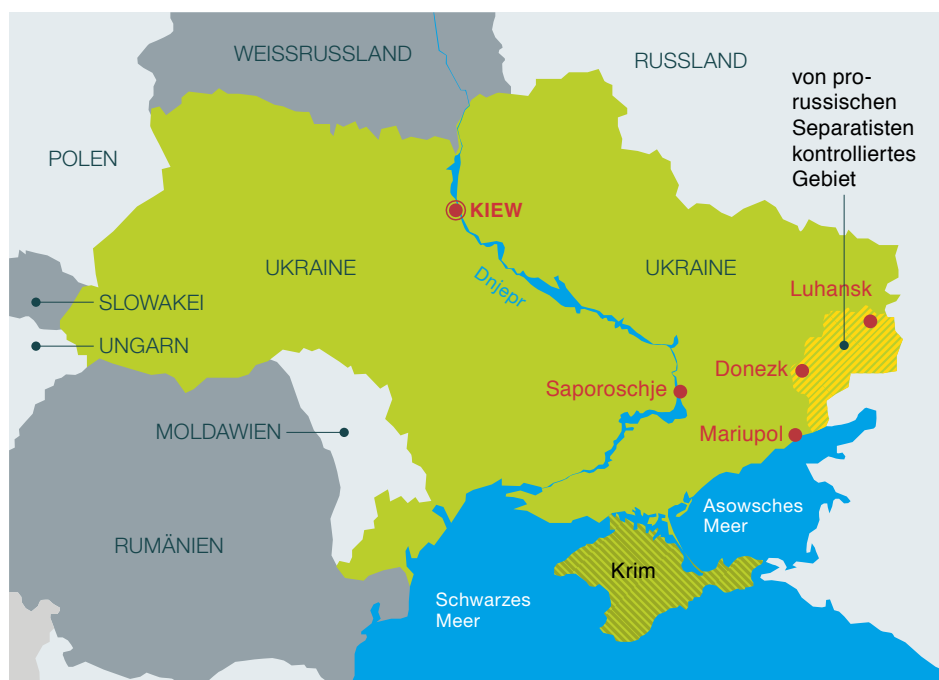 WEISSRUSSLAND
RUSSLAND
von pro-
russischen
Separatisten
kontrolliertes
Gebiet
POLEN
KIEW
UKRAINE
Dnjepr
UKRAINE
Luhansk
SLOWAKEI
UNGARN
Donezk
Saporoschje
MOLDAWIEN
Mariupol
Asowsches
Meer
RUMÄNIEN
Krim
Schwarzes
Meer